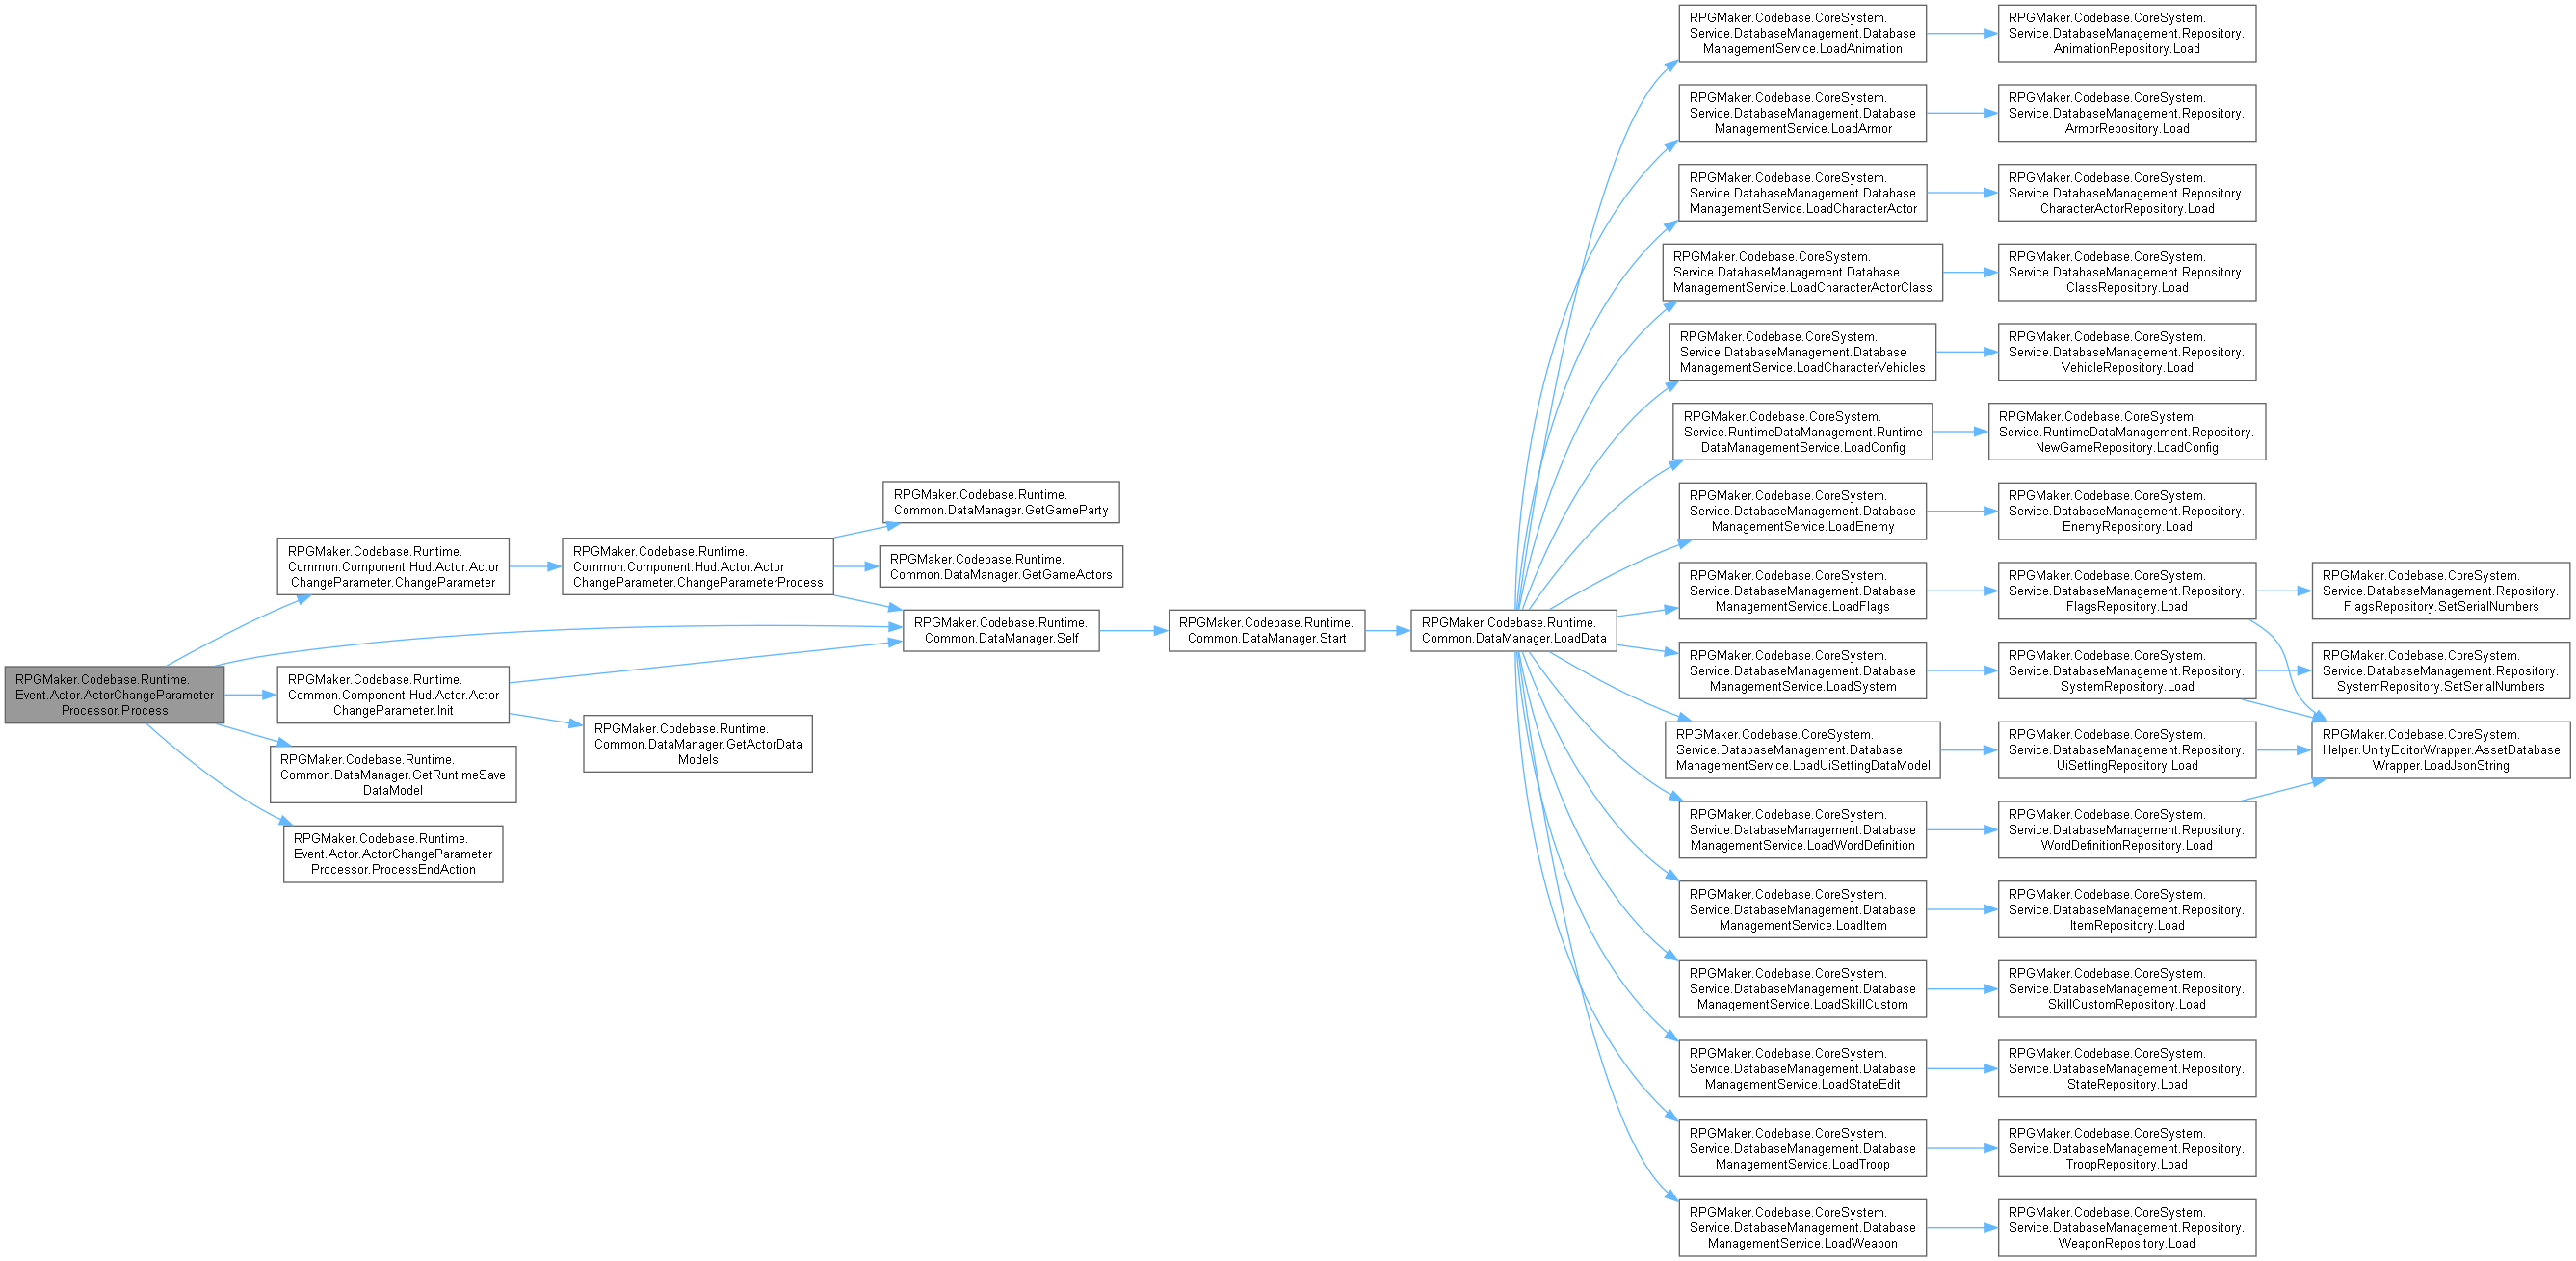 RPGMaker.Codebase.Runtime.
Event.Actor.ActorChangeParameter
Processor.Process
RPGMaker.Codebase.Runtime.
Common.Component.Hud.Actor.Actor
ChangeParameter.ChangeParameter
RPGMaker.Codebase.Runtime.
Common.Component.Hud.Actor.Actor
ChangeParameter.Init
RPGMaker.Codebase.Runtime.
Common.DataManager.GetRuntimeSave
DataModel
RPGMaker.Codebase.Runtime.
Event.Actor.ActorChangeParameter
Processor.ProcessEndAction
RPGMaker.Codebase.Runtime.
Common.Component.Hud.Actor.Actor
ChangeParameter.ChangeParameterProcess
RPGMaker.Codebase.Runtime.
Common.DataManager.GetActorData
Models
RPGMaker.Codebase.Runtime.
Common.DataManager.GetGameParty
RPGMaker.Codebase.Runtime.
Common.DataManager.GetGameActors
RPGMaker.Codebase.Runtime.
Common.DataManager.Self
RPGMaker.Codebase.Runtime.
Common.DataManager.Start
RPGMaker.Codebase.Runtime.
Common.DataManager.LoadData
RPGMaker.Codebase.CoreSystem.
Service.DatabaseManagement.Database
ManagementService.LoadAnimation
RPGMaker.Codebase.CoreSystem.
Service.DatabaseManagement.Database
ManagementService.LoadArmor
RPGMaker.Codebase.CoreSystem.
Service.DatabaseManagement.Database
ManagementService.LoadCharacterActor
RPGMaker.Codebase.CoreSystem.
Service.DatabaseManagement.Database
ManagementService.LoadCharacterActorClass
RPGMaker.Codebase.CoreSystem.
Service.DatabaseManagement.Database
ManagementService.LoadCharacterVehicles
RPGMaker.Codebase.CoreSystem.
Service.RuntimeDataManagement.Runtime
DataManagementService.LoadConfig
RPGMaker.Codebase.CoreSystem.
Service.DatabaseManagement.Database
ManagementService.LoadEnemy
RPGMaker.Codebase.CoreSystem.
Service.DatabaseManagement.Database
ManagementService.LoadFlags
RPGMaker.Codebase.CoreSystem.
Service.DatabaseManagement.Database
ManagementService.LoadSystem
RPGMaker.Codebase.CoreSystem.
Service.DatabaseManagement.Database
ManagementService.LoadUiSettingDataModel
RPGMaker.Codebase.CoreSystem.
Service.DatabaseManagement.Database
ManagementService.LoadWordDefinition
RPGMaker.Codebase.CoreSystem.
Service.DatabaseManagement.Database
ManagementService.LoadItem
RPGMaker.Codebase.CoreSystem.
Service.DatabaseManagement.Database
ManagementService.LoadSkillCustom
RPGMaker.Codebase.CoreSystem.
Service.DatabaseManagement.Database
ManagementService.LoadStateEdit
RPGMaker.Codebase.CoreSystem.
Service.DatabaseManagement.Database
ManagementService.LoadTroop
RPGMaker.Codebase.CoreSystem.
Service.DatabaseManagement.Database
ManagementService.LoadWeapon
RPGMaker.Codebase.CoreSystem.
Service.DatabaseManagement.Repository.
AnimationRepository.Load
RPGMaker.Codebase.CoreSystem.
Service.DatabaseManagement.Repository.
ArmorRepository.Load
RPGMaker.Codebase.CoreSystem.
Service.DatabaseManagement.Repository.
CharacterActorRepository.Load
RPGMaker.Codebase.CoreSystem.
Service.DatabaseManagement.Repository.
ClassRepository.Load
RPGMaker.Codebase.CoreSystem.
Service.DatabaseManagement.Repository.
VehicleRepository.Load
RPGMaker.Codebase.CoreSystem.
Service.RuntimeDataManagement.Repository.
NewGameRepository.LoadConfig
RPGMaker.Codebase.CoreSystem.
Service.DatabaseManagement.Repository.
EnemyRepository.Load
RPGMaker.Codebase.CoreSystem.
Service.DatabaseManagement.Repository.
FlagsRepository.Load
RPGMaker.Codebase.CoreSystem.
Service.DatabaseManagement.Repository.
SystemRepository.Load
RPGMaker.Codebase.CoreSystem.
Service.DatabaseManagement.Repository.
UiSettingRepository.Load
RPGMaker.Codebase.CoreSystem.
Service.DatabaseManagement.Repository.
WordDefinitionRepository.Load
RPGMaker.Codebase.CoreSystem.
Service.DatabaseManagement.Repository.
ItemRepository.Load
RPGMaker.Codebase.CoreSystem.
Service.DatabaseManagement.Repository.
SkillCustomRepository.Load
RPGMaker.Codebase.CoreSystem.
Service.DatabaseManagement.Repository.
StateRepository.Load
RPGMaker.Codebase.CoreSystem.
Service.DatabaseManagement.Repository.
TroopRepository.Load
RPGMaker.Codebase.CoreSystem.
Service.DatabaseManagement.Repository.
WeaponRepository.Load
RPGMaker.Codebase.CoreSystem.
Service.DatabaseManagement.Repository.
FlagsRepository.SetSerialNumbers
RPGMaker.Codebase.CoreSystem.
Service.DatabaseManagement.Repository.
SystemRepository.SetSerialNumbers
RPGMaker.Codebase.CoreSystem.
Helper.UnityEditorWrapper.AssetDatabase
Wrapper.LoadJsonString